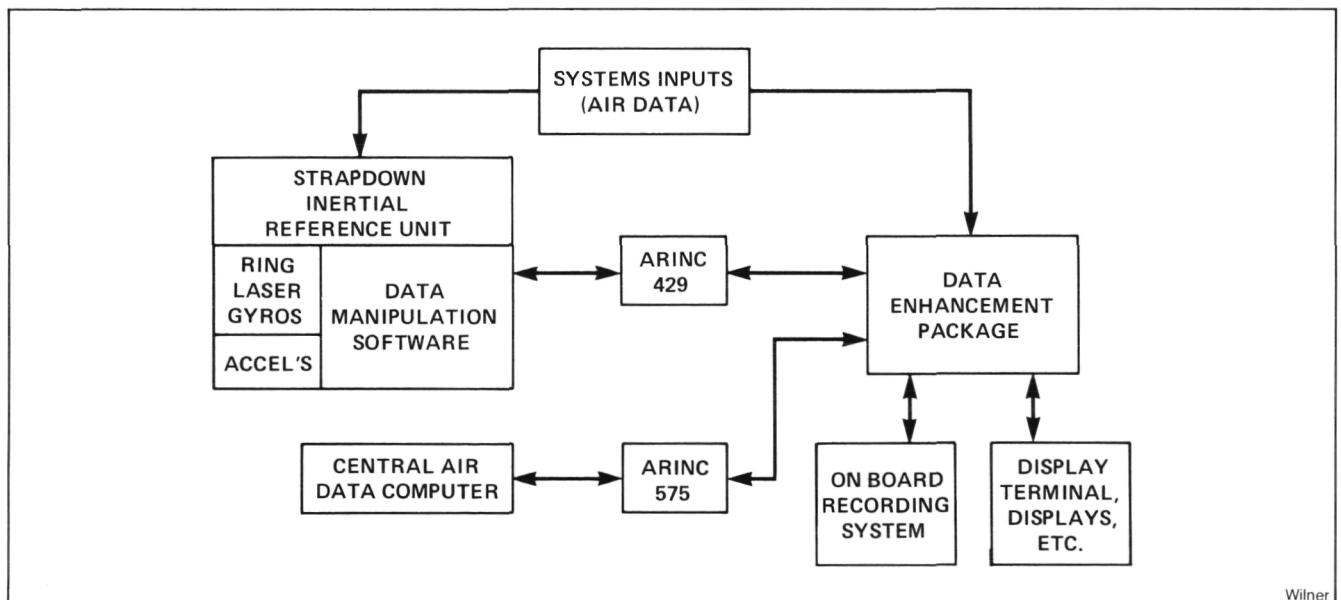 SYSTEMS INPUTS
(AIR DATA)
STRAPDOWN
INERTIAL
REFERENCE UNIT
RING
LASER
GYROS
ACCEL'S
DATA
MANIPULATION
SOFTWARE
ARINC
429
DATA
ENHANCEMENT
PACKAGE
CENTRAL AIR
DATA COMPUTER
ARINC
575
ON BOARD
RECORDING
SYSTEM
DISPLAY
TERMINAL,
DISPLAYS,
ETC.
Wilner